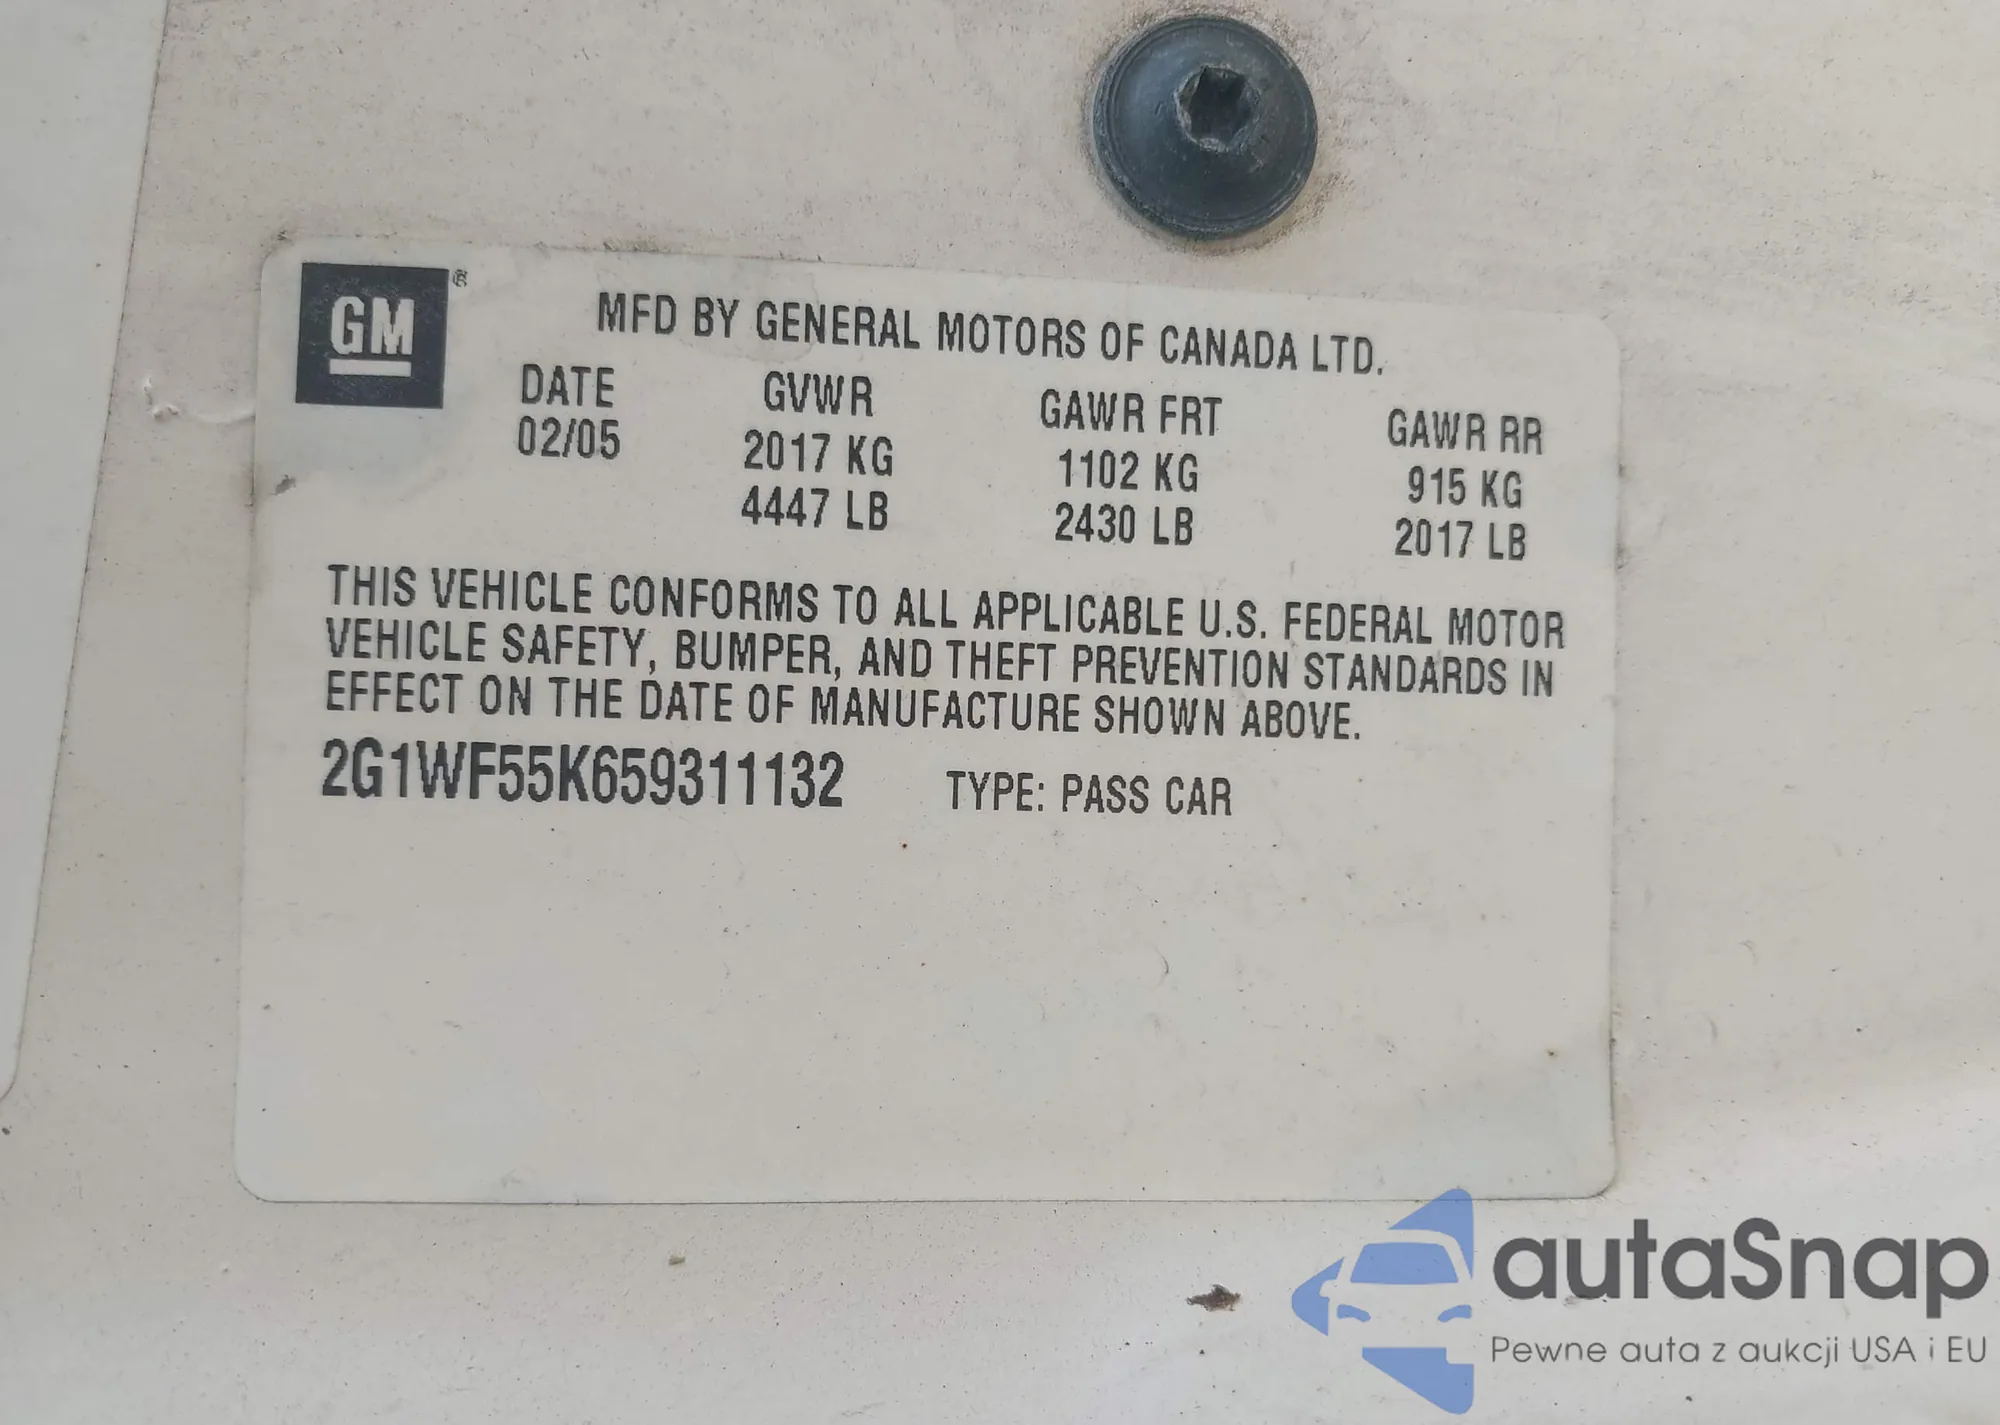 GM ®
MFD BY GENERAL MOTORS OF CANADA LTD.
DATE GVWR GAWR FRT GAWR RR
02/05 2017 KG 1102 KG 915 KG
4447 LB 2430 LB 2017 LB
THIS VEHICLE CONFORMS TO ALL APPLICABLE U.S. FEDERAL MOTOR
VEHICLE SAFETY, BUMPER, AND THEFT PREVENTION STANDARDS IN
EFFECT ON THE DATE OF MANUFACTURE SHOWN ABOVE.
2G1WF55K659311132 TYPE: PASS CAR
autaSnap
Pewne auta z aukcji USA i EU